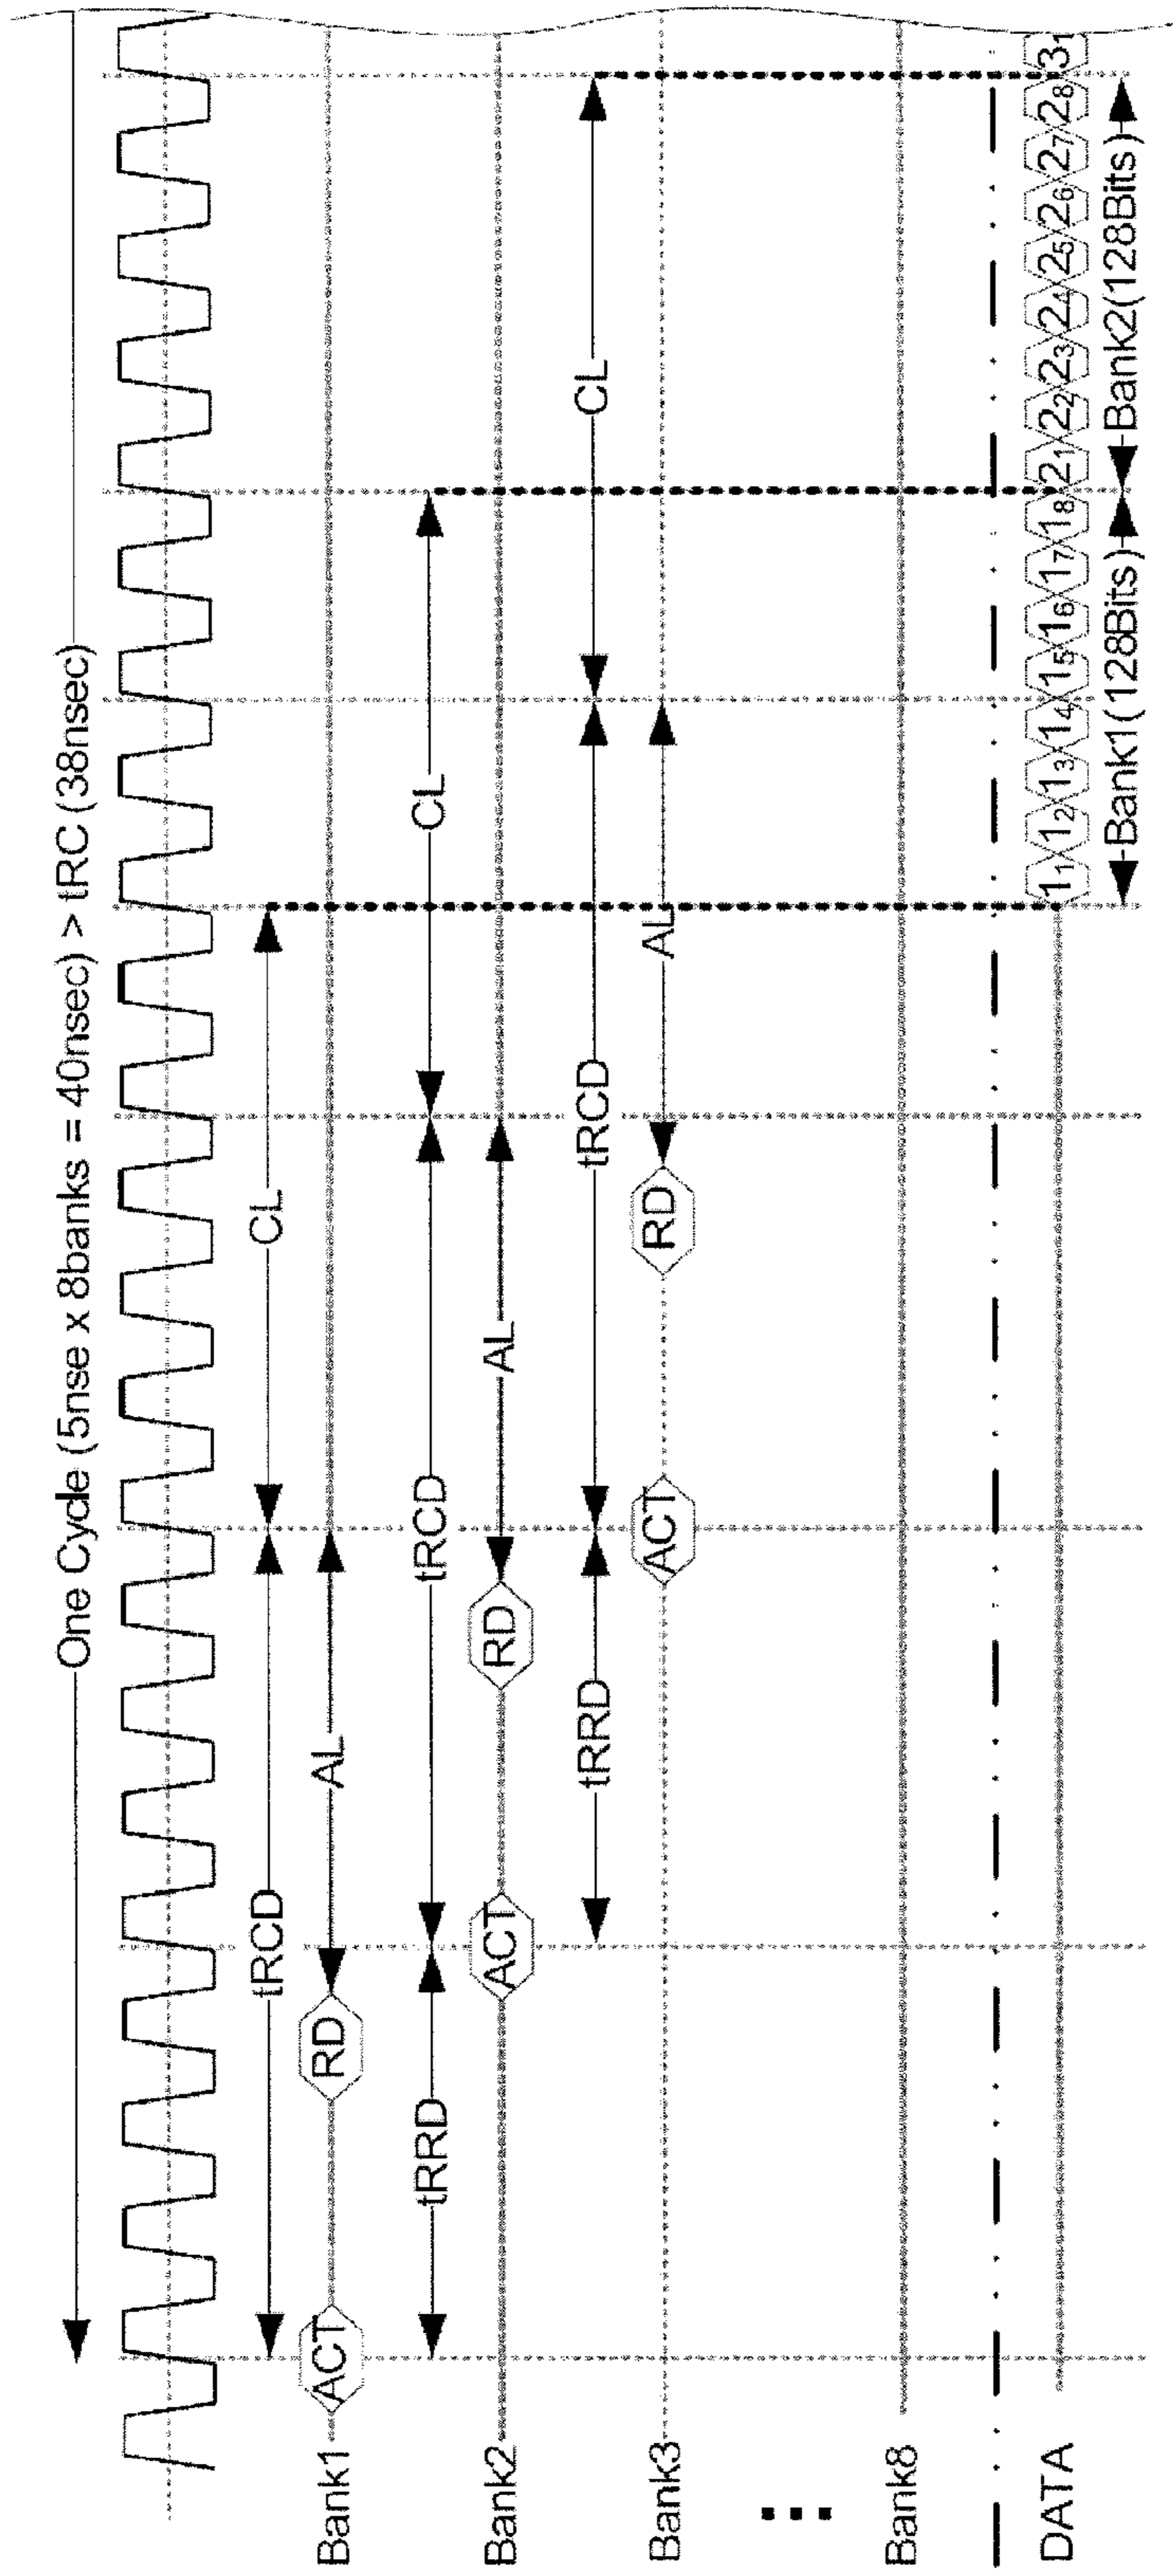 One Cycle (5nse x 8banks = 40nsec) > tRC (38nsec)
tRCD CL
Bank1 ACT RD AL
tRRD tRCD CL
Bank2 ACT RD AL
tRRD tRCD CL
Bank3 ACT RD AL
⋮
Bank8
DATA 1₁ 1₂ 1₃ 1₄ 1₅ 1₆ 1₇ 1₈ 2₁ 2₂ 2₃ 2₄ 2₅ 2₆ 2₇ 2₈ 3₁
Bank1(128Bits) Bank2(128Bits)